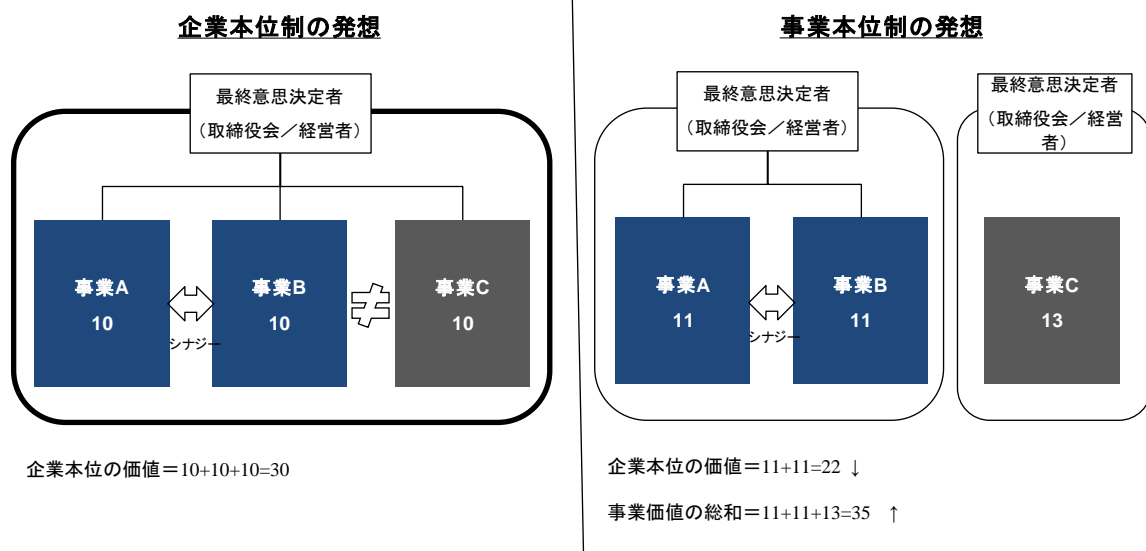 企業本位制の発想
最終意思決定者
（取締役会／経営者）
事業A
10
シナジー
事業B
10
事業C
10
企業本位の価値＝10+10+10=30
事業本位制の発想
最終意思決定者
（取締役会／経営者）
最終意思決定者
（取締役会／経営
者）
事業A
11
シナジー
事業B
11
事業C
13
企業本位の価値＝11+11=22 ↓
事業価値の総和＝11+11+13=35 ↑